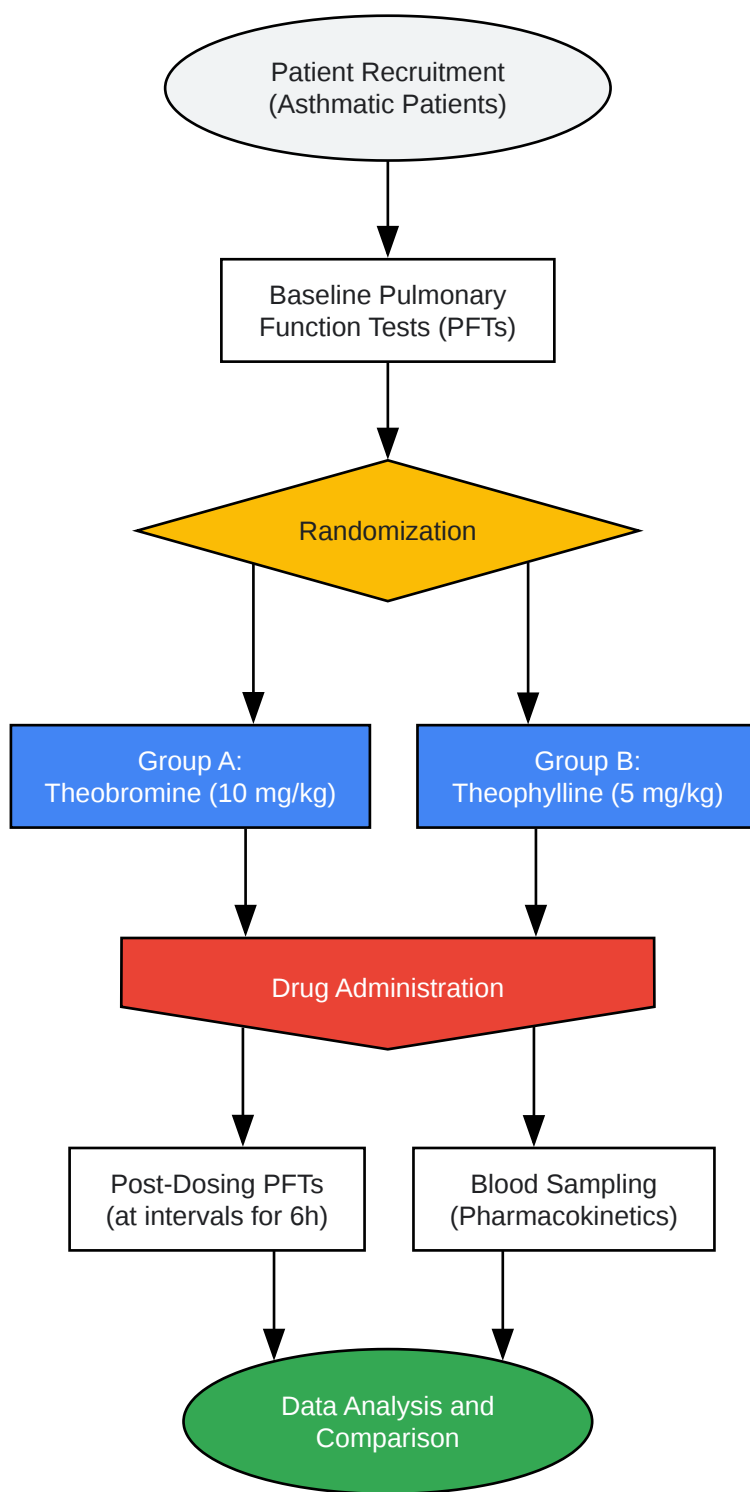 Patient Recruitment
(Asthmatic Patients)
Baseline Pulmonary
Function Tests (PFTs)
Randomization
Group A:
Theobromine (10 mg/kg)
Group B:
Theophylline (5 mg/kg)
Drug Administration
Post-Dosing PFTs
(at intervals for 6h)
Blood Sampling
(Pharmacokinetics)
Data Analysis and
Comparison